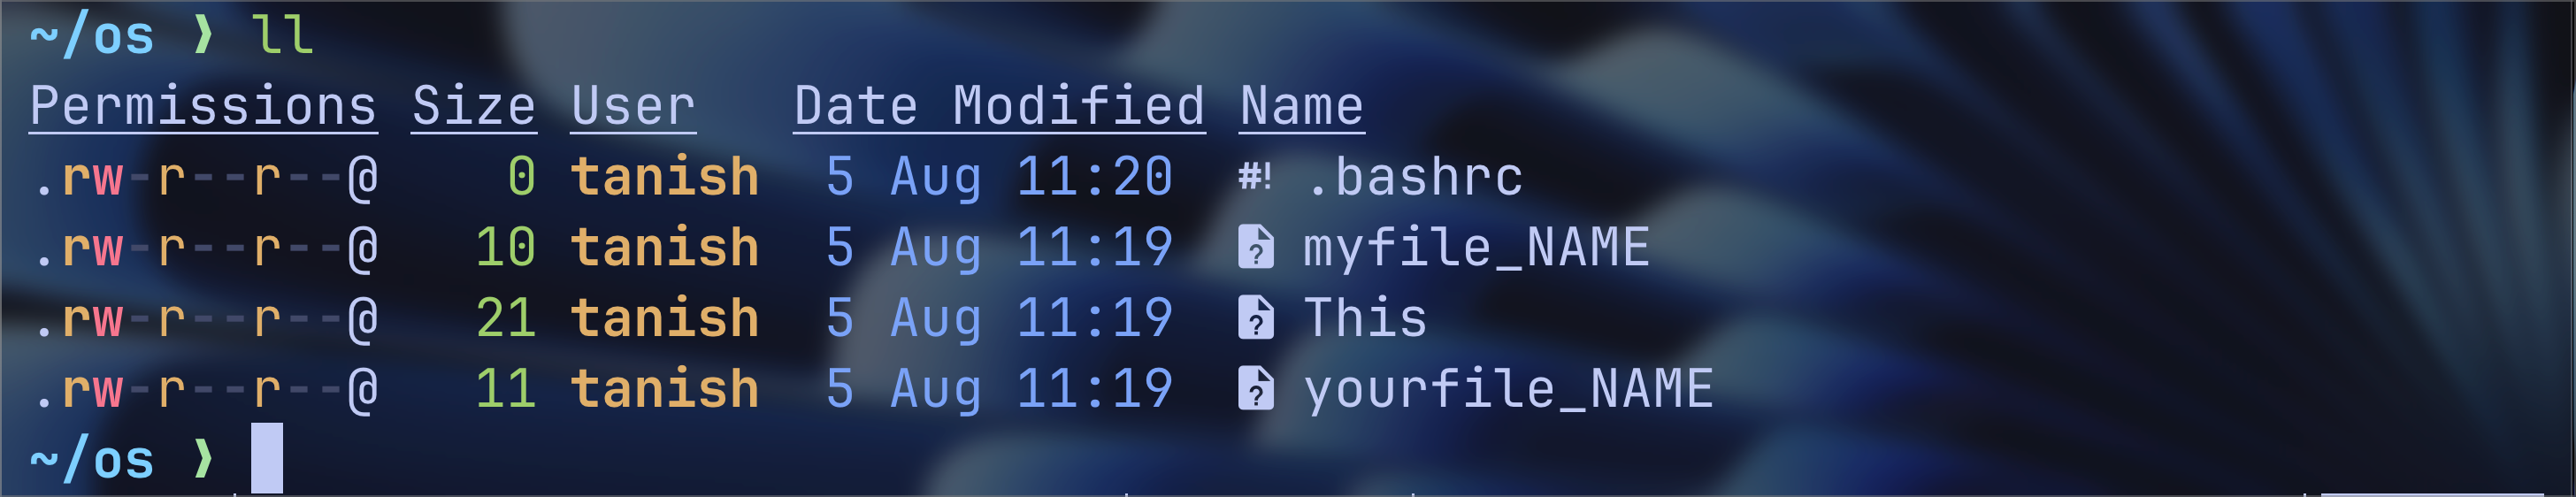 ~/os ❯ ll
Permissions Size User   Date Modified Name
.rw-r--r--@    0 tanish  5 Aug 11:20  #! .bashrc
.rw-r--r--@   10 tanish  5 Aug 11:19  myfile_NAME
.rw-r--r--@   21 tanish  5 Aug 11:19  This
.rw-r--r--@   11 tanish  5 Aug 11:19  yourfile_NAME
~/os ❯